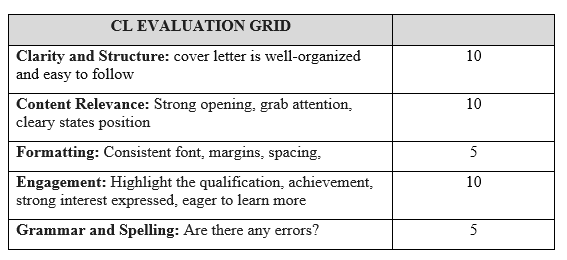 CL EVALUATION GRID
Clarity and Structure: cover letter is well-organized 10
and easy to follow
Content Relevance: Strong opening, grab attention, 10
cleary states position
Formatting: Consistent font, margins, spacing, 5
Engagement: Highlight the qualification, achievement, 10
strong interest expressed, eager to learn more
Grammar and Spelling: Are there any errors? 5